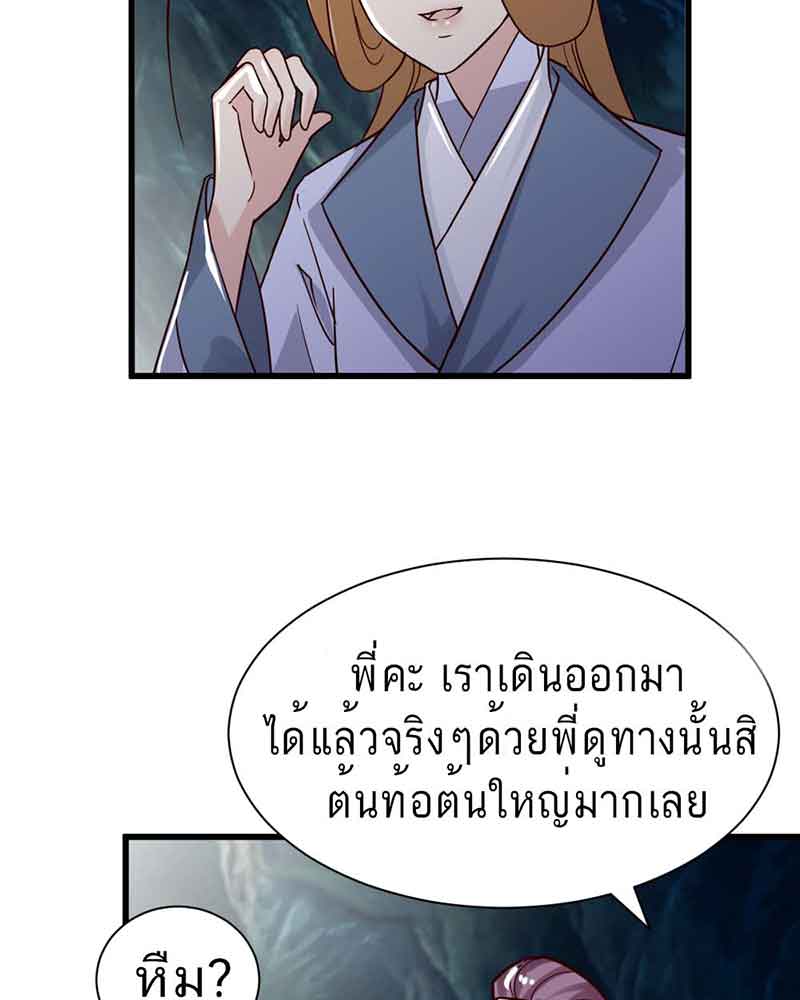 พี่คะ เราเดินออกมา
ได้แล้วจริงๆด้วยพี่ดูทางนั้นสิ
ต้นท้อต้นใหญ่มากเลย
หืม?